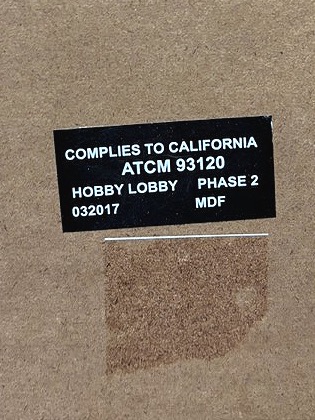 COMPLIES TO CALIFORNIA
ATCM 93120
HOBBY LOBBY PHASE 2
032017 MDF